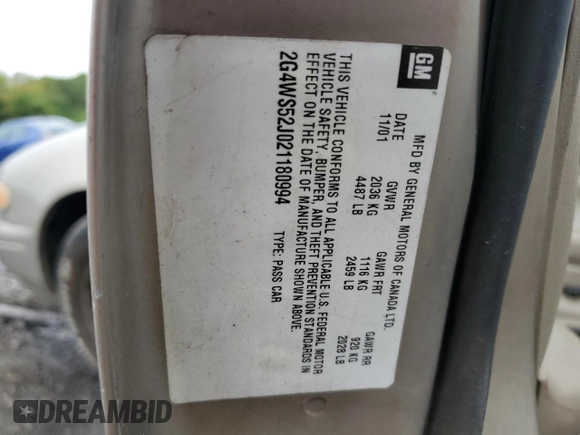 GM
MFD BY GENERAL MOTORS OF CANADA LTD.
DATE GVWR GAWR FRT GAWR RR
11/01 2036 KG 1116 KG 920 KG
4487 LB 2459 LB 2028 LB
THIS VEHICLE CONFORMS TO ALL APPLICABLE U.S. FEDERAL MOTOR
VEHICLE SAFETY, BUMPER, AND THEFT PREVENTION STANDARDS IN
EFFECT ON THE DATE OF MANUFACTURE SHOWN ABOVE.
2G4WS52J021180994 TYPE: PASS CAR
DREAMBID